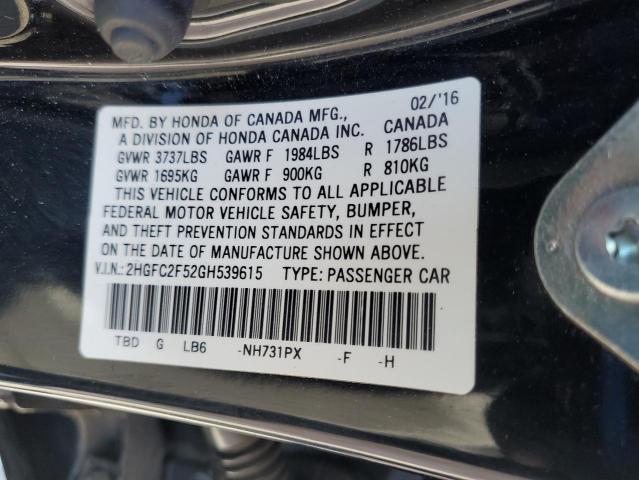 MFD. BY HONDA OF CANADA MFG., 02/'16
A DIVISION OF HONDA CANADA INC. CANADA
GVWR 3737LBS GAWR F 1984LBS R 1786LBS
GVWR 1695KG GAWR F 900KG R 810KG
THIS VEHICLE CONFORMS TO ALL APPLICABLE
FEDERAL MOTOR VEHICLE SAFETY, BUMPER,
AND THEFT PREVENTION STANDARDS IN EFFECT
ON THE DATE OF MANUFACTURE SHOWN ABOVE.
V.I.N.: 2HGFC2F52GH539615 TYPE: PASSENGER CAR
TBD G LB6 -NH731PX -F -H